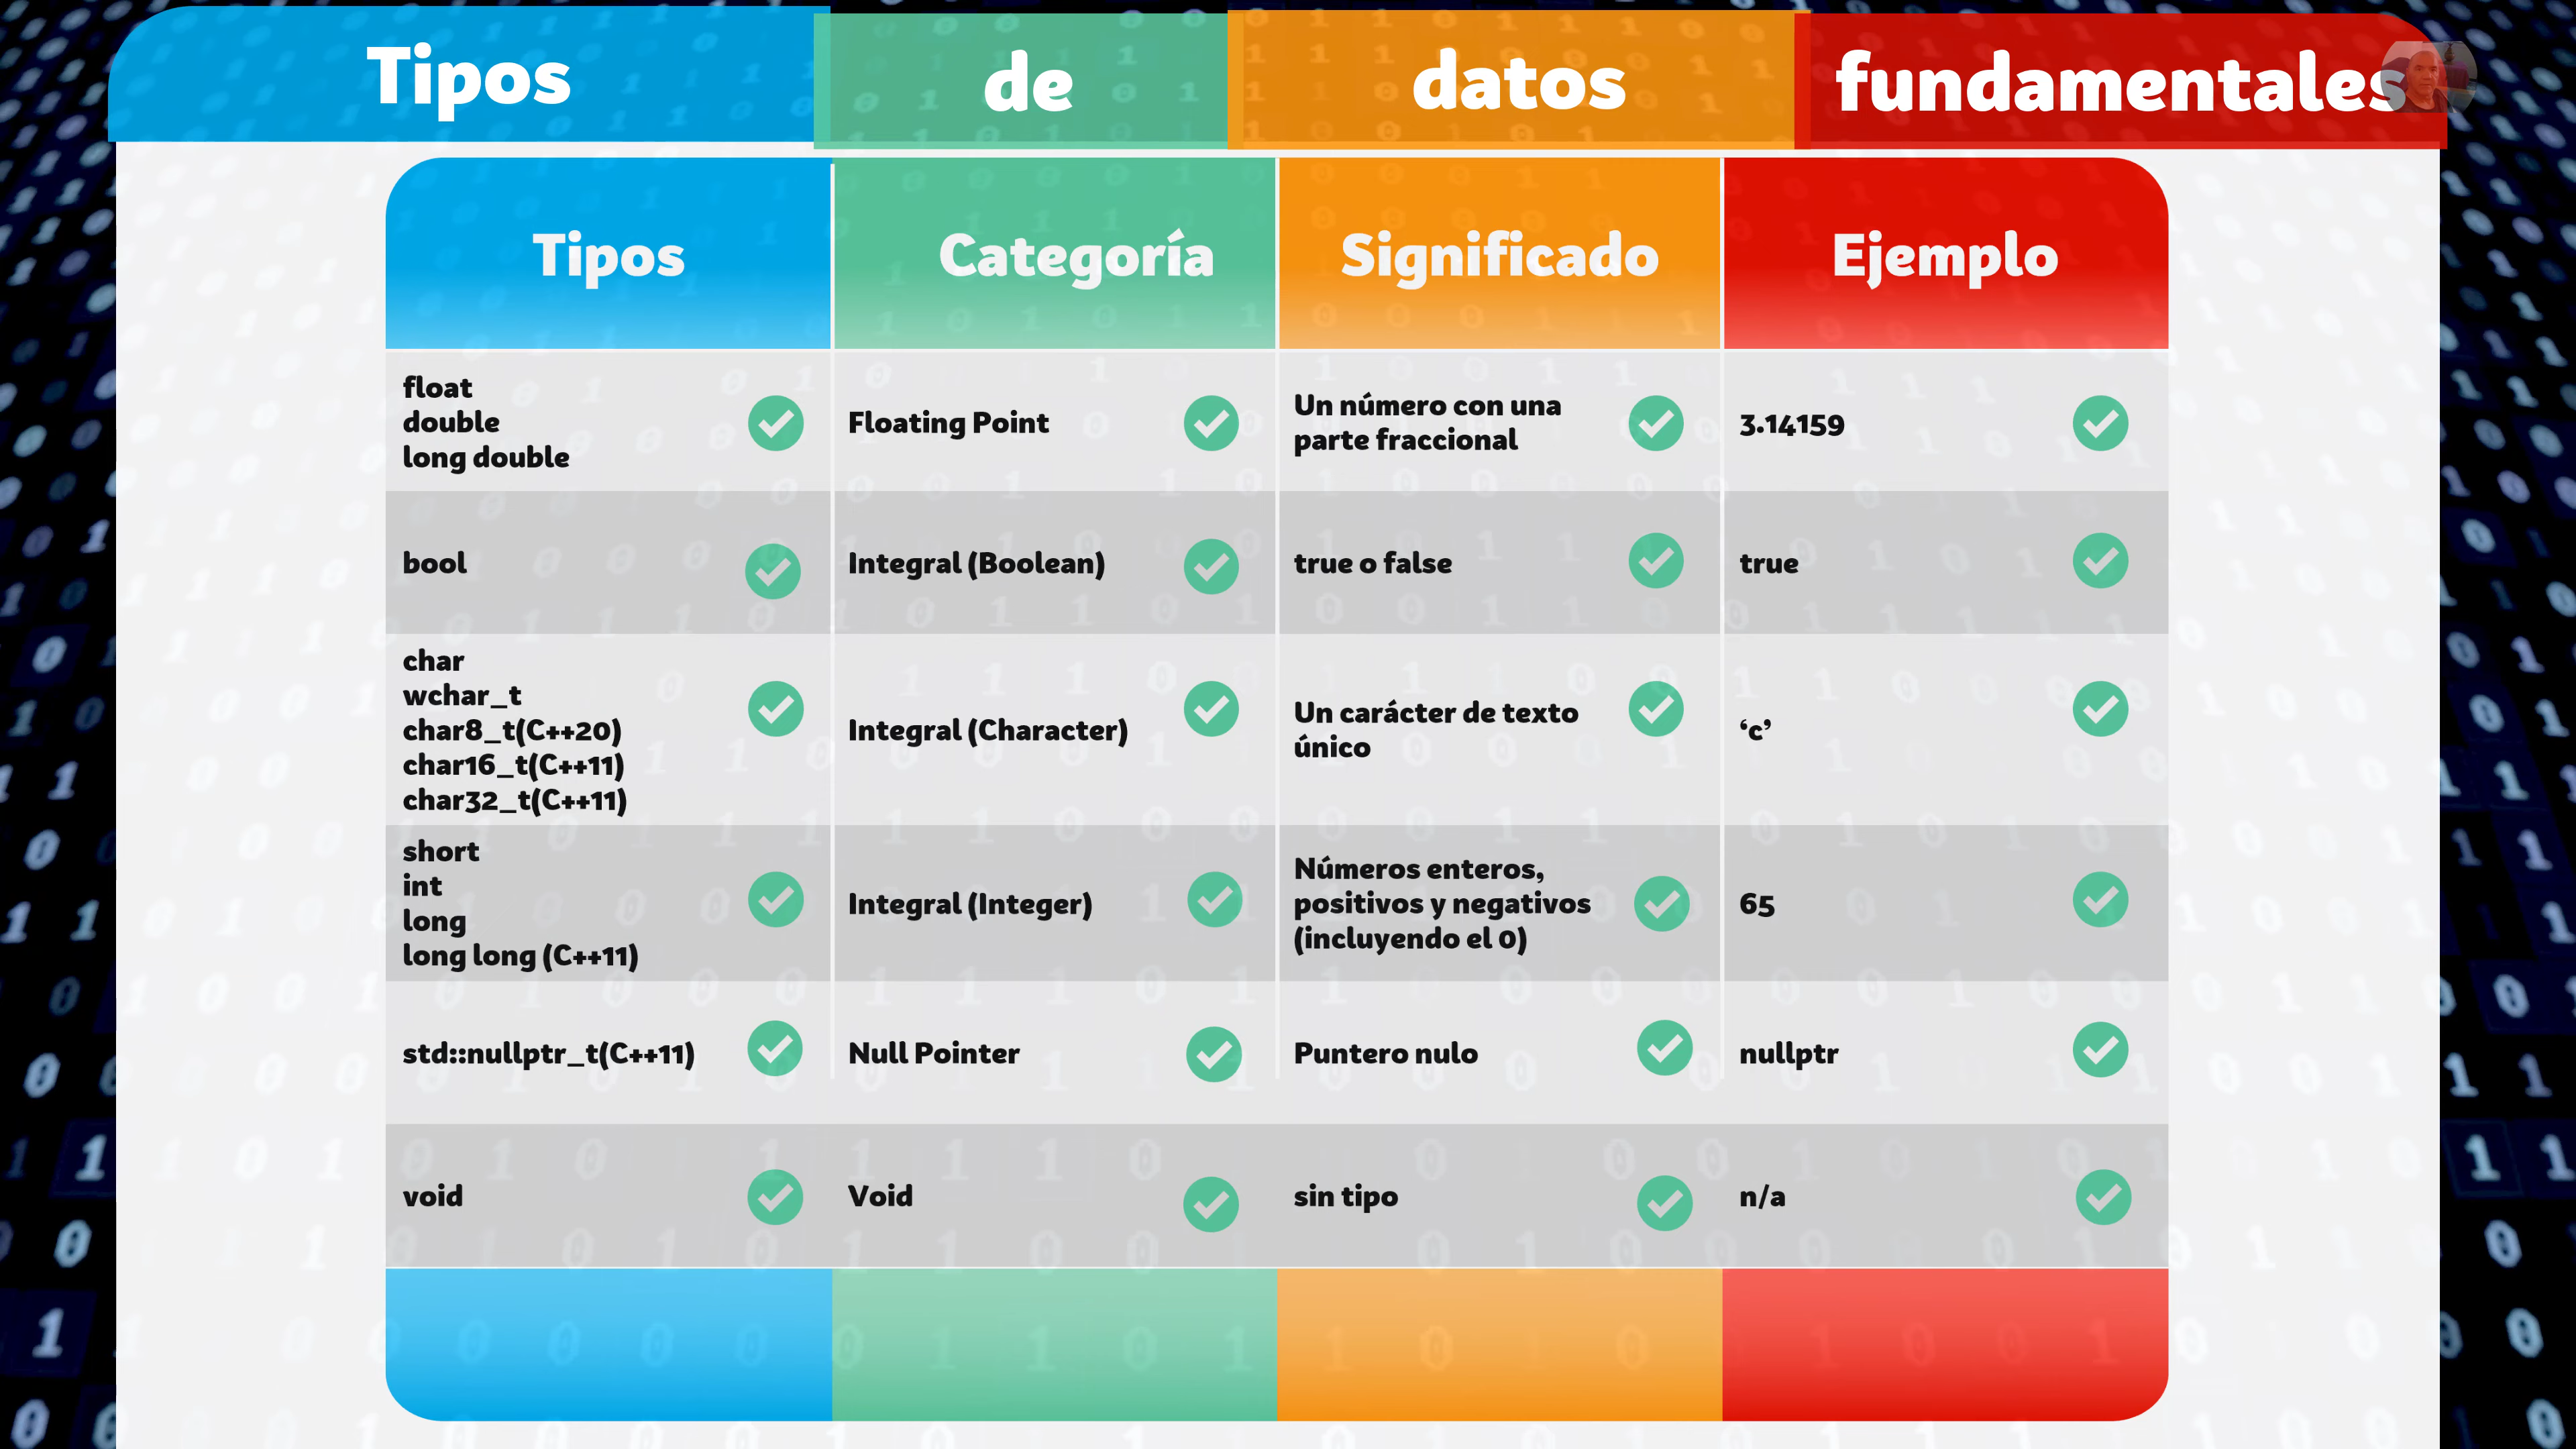 Tipos de datos fundamentales
Tipos Categoría Significado Ejemplo
float
double
long double
Floating Point
Un número con una
parte fraccional
3.14159
bool
Integral (Boolean)
true o false
true
char
wchar_t
char8_t(C++20)
char16_t(C++11)
char32_t(C++11)
Integral (Character)
Un carácter de texto
único
‘c’
short
int
long
long long (C++11)
Integral (Integer)
Números enteros,
positivos y negativos
(incluyendo el 0)
65
std::nullptr_t(C++11)
Null Pointer
Puntero nulo
nullptr
void
Void
sin tipo
n/a